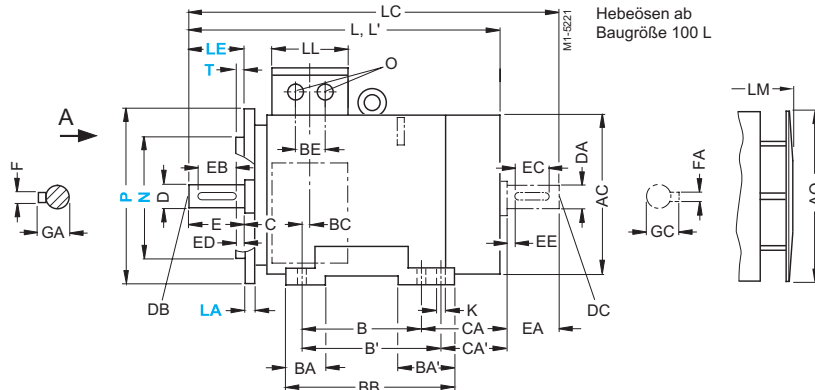 LC
L, L'
M1-5221
Hebeösen ab
Baugröße 100 L
LE
LL
T
O
LM
A
BE
F
EB
P
N
D
EC
DA
AC
FA
AQ
GA
E
C
BC
ED
EE
GC
DB
LA
K
DC
B
CA
EA
B'
CA'
BA
BA'
BB